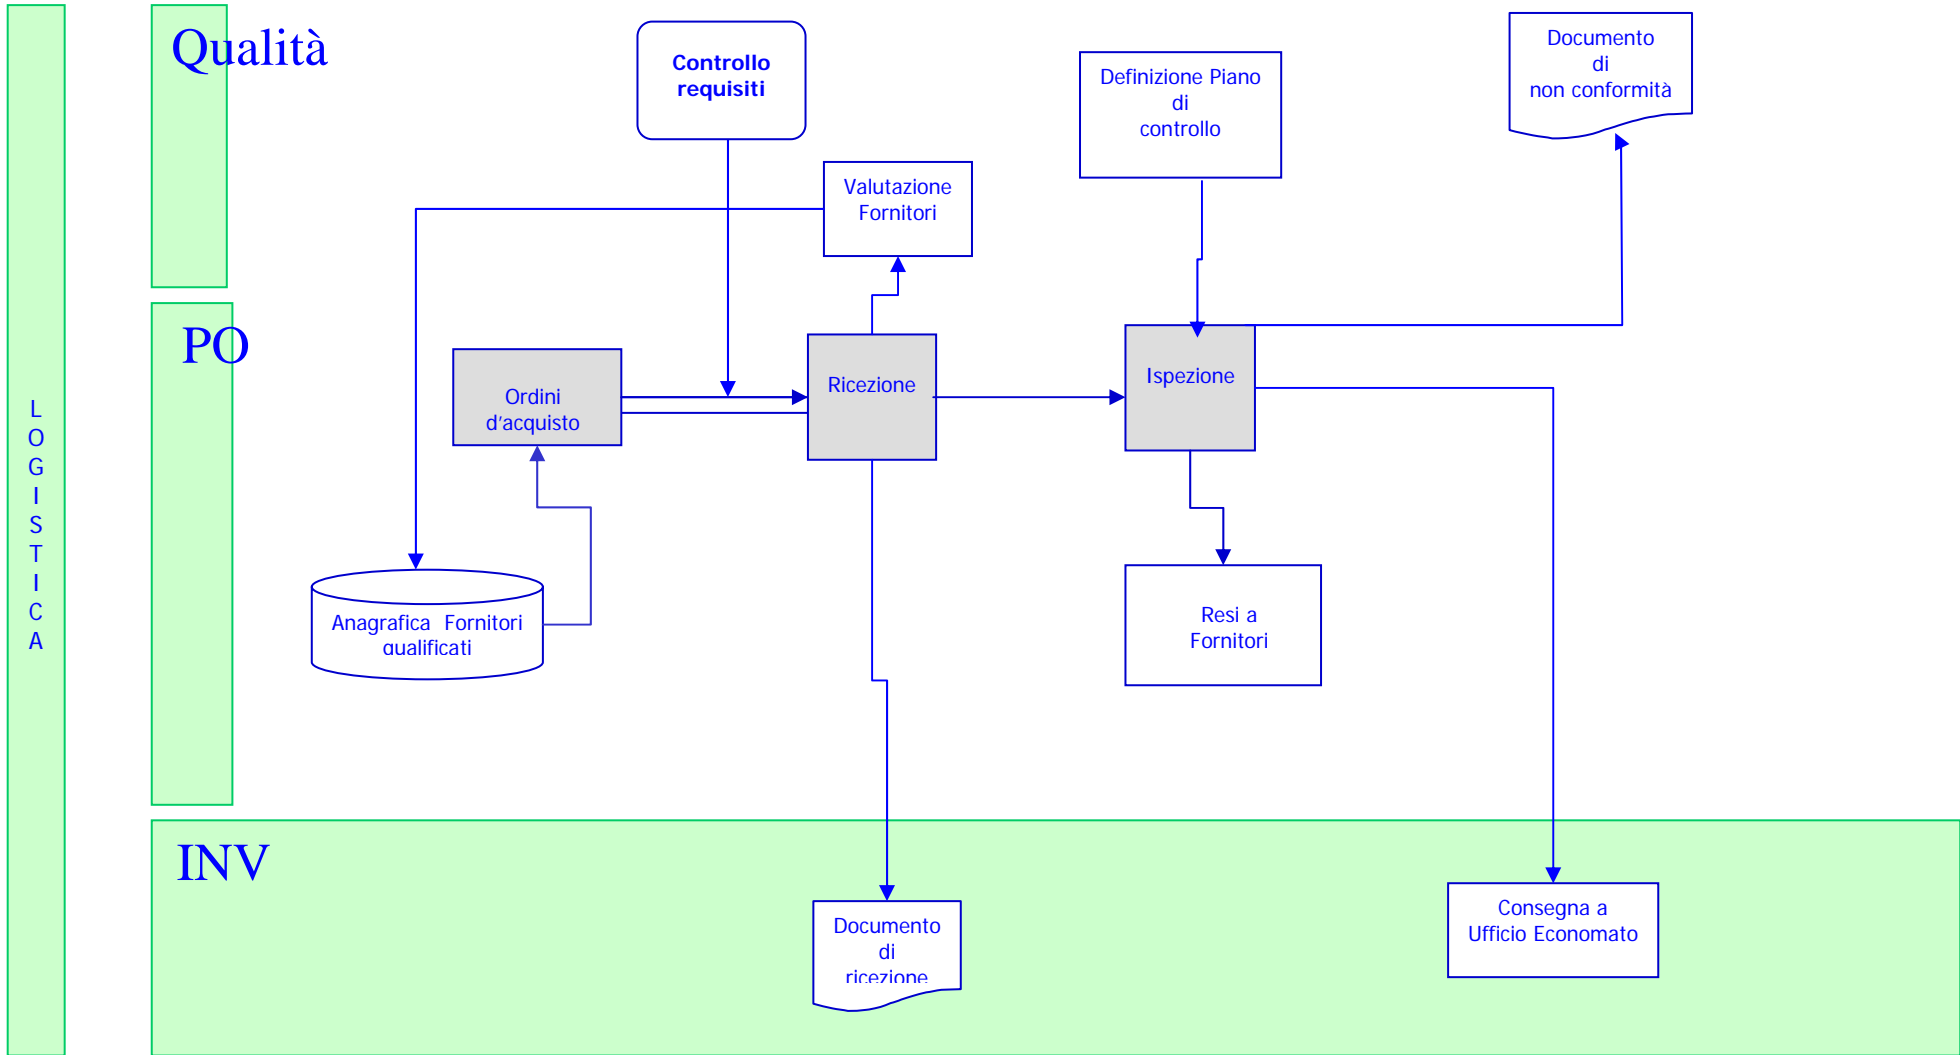 Qualità
Controllo
requisiti
Definizione Piano
di
controllo
Documento
di
non conformità
Valutazione
Fornitori
PO
Ordini
d’acquisto
Ricezione
Ispezione
L
O
G
I
S
T
I
C
A
Anagrafica Fornitori
qualificati
Resi a
Fornitori
INV
Documento
di
ricezione
Consegna a
Ufficio Economato